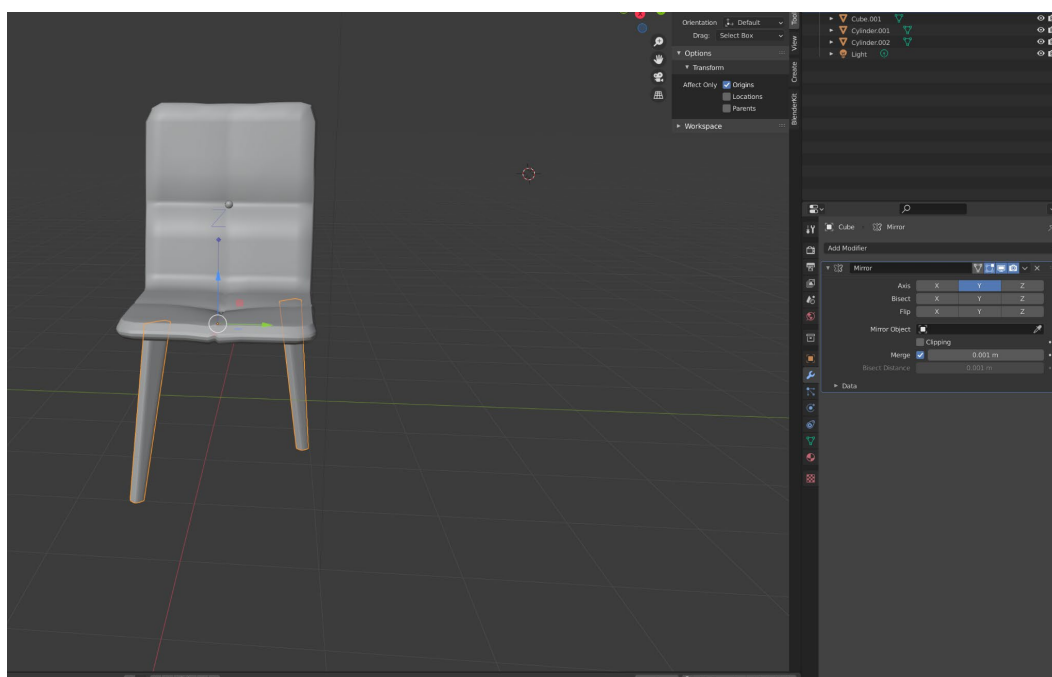 Orientation Default
Drag: Select Box
Options
Transform
Affect Only Origins
Locations
Parents
Workspace
Tool
View
Create
BlenderKit
Cube.001
Cylinder.001
Cylinder.002
Light
Cube Mirror
Add Modifier
Mirror
Axis X Y Z
Bisect X Y Z
Flip X Y Z
Mirror Object
Clipping
Merge 0.001 m
Bisect Distance 0.001 m
Data